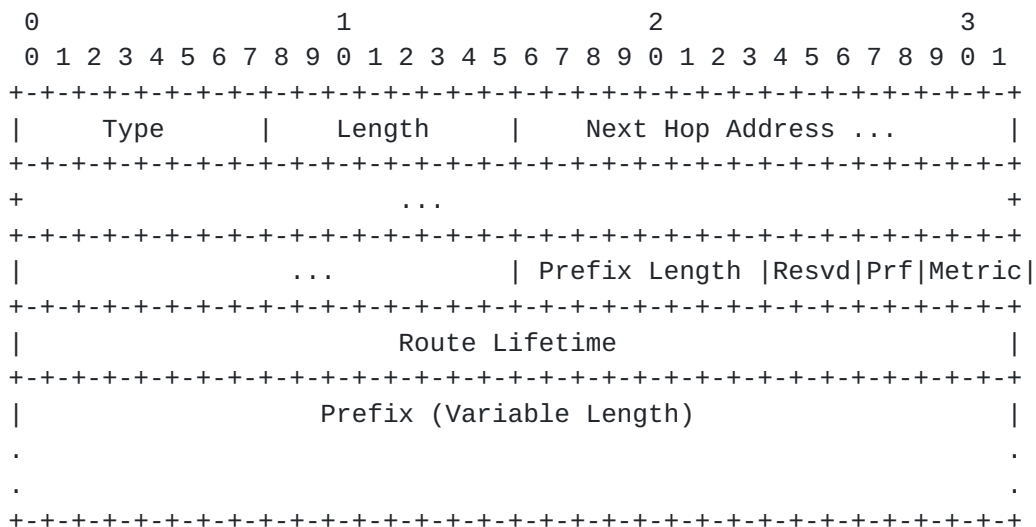 0                   1                   2                   3
 0 1 2 3 4 5 6 7 8 9 0 1 2 3 4 5 6 7 8 9 0 1 2 3 4 5 6 7 8 9 0 1
+-+-+-+-+-+-+-+-+-+-+-+-+-+-+-+-+-+-+-+-+-+-+-+-+-+-+-+-+-+-+-+-+
|     Type      |    Length     |    Next Hop Address ...       |
+-+-+-+-+-+-+-+-+-+-+-+-+-+-+-+-+-+-+-+-+-+-+-+-+-+-+-+-+-+-+-+-+
+                        ...                                    +
+-+-+-+-+-+-+-+-+-+-+-+-+-+-+-+-+-+-+-+-+-+-+-+-+-+-+-+-+-+-+-+-+
|                 ...           | Prefix Length |Resvd|Prf|Metric|
+-+-+-+-+-+-+-+-+-+-+-+-+-+-+-+-+-+-+-+-+-+-+-+-+-+-+-+-+-+-+-+-+
|                        Route Lifetime                         |
+-+-+-+-+-+-+-+-+-+-+-+-+-+-+-+-+-+-+-+-+-+-+-+-+-+-+-+-+-+-+-+-+
|                   Prefix (Variable Length)                    |
.                                                               .
.                                                               .
+-+-+-+-+-+-+-+-+-+-+-+-+-+-+-+-+-+-+-+-+-+-+-+-+-+-+-+-+-+-+-+-+